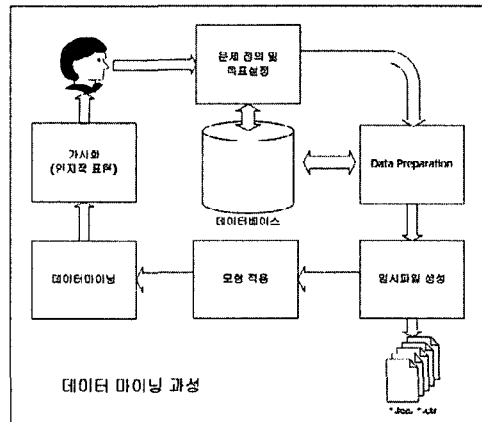 문제 정의 및
목표설정
가시화
(인지적 표현)
데이터베이스
Data Preparation
데이터마이닝
모형 적용
임시파일 생성
데이터 마이닝 과정